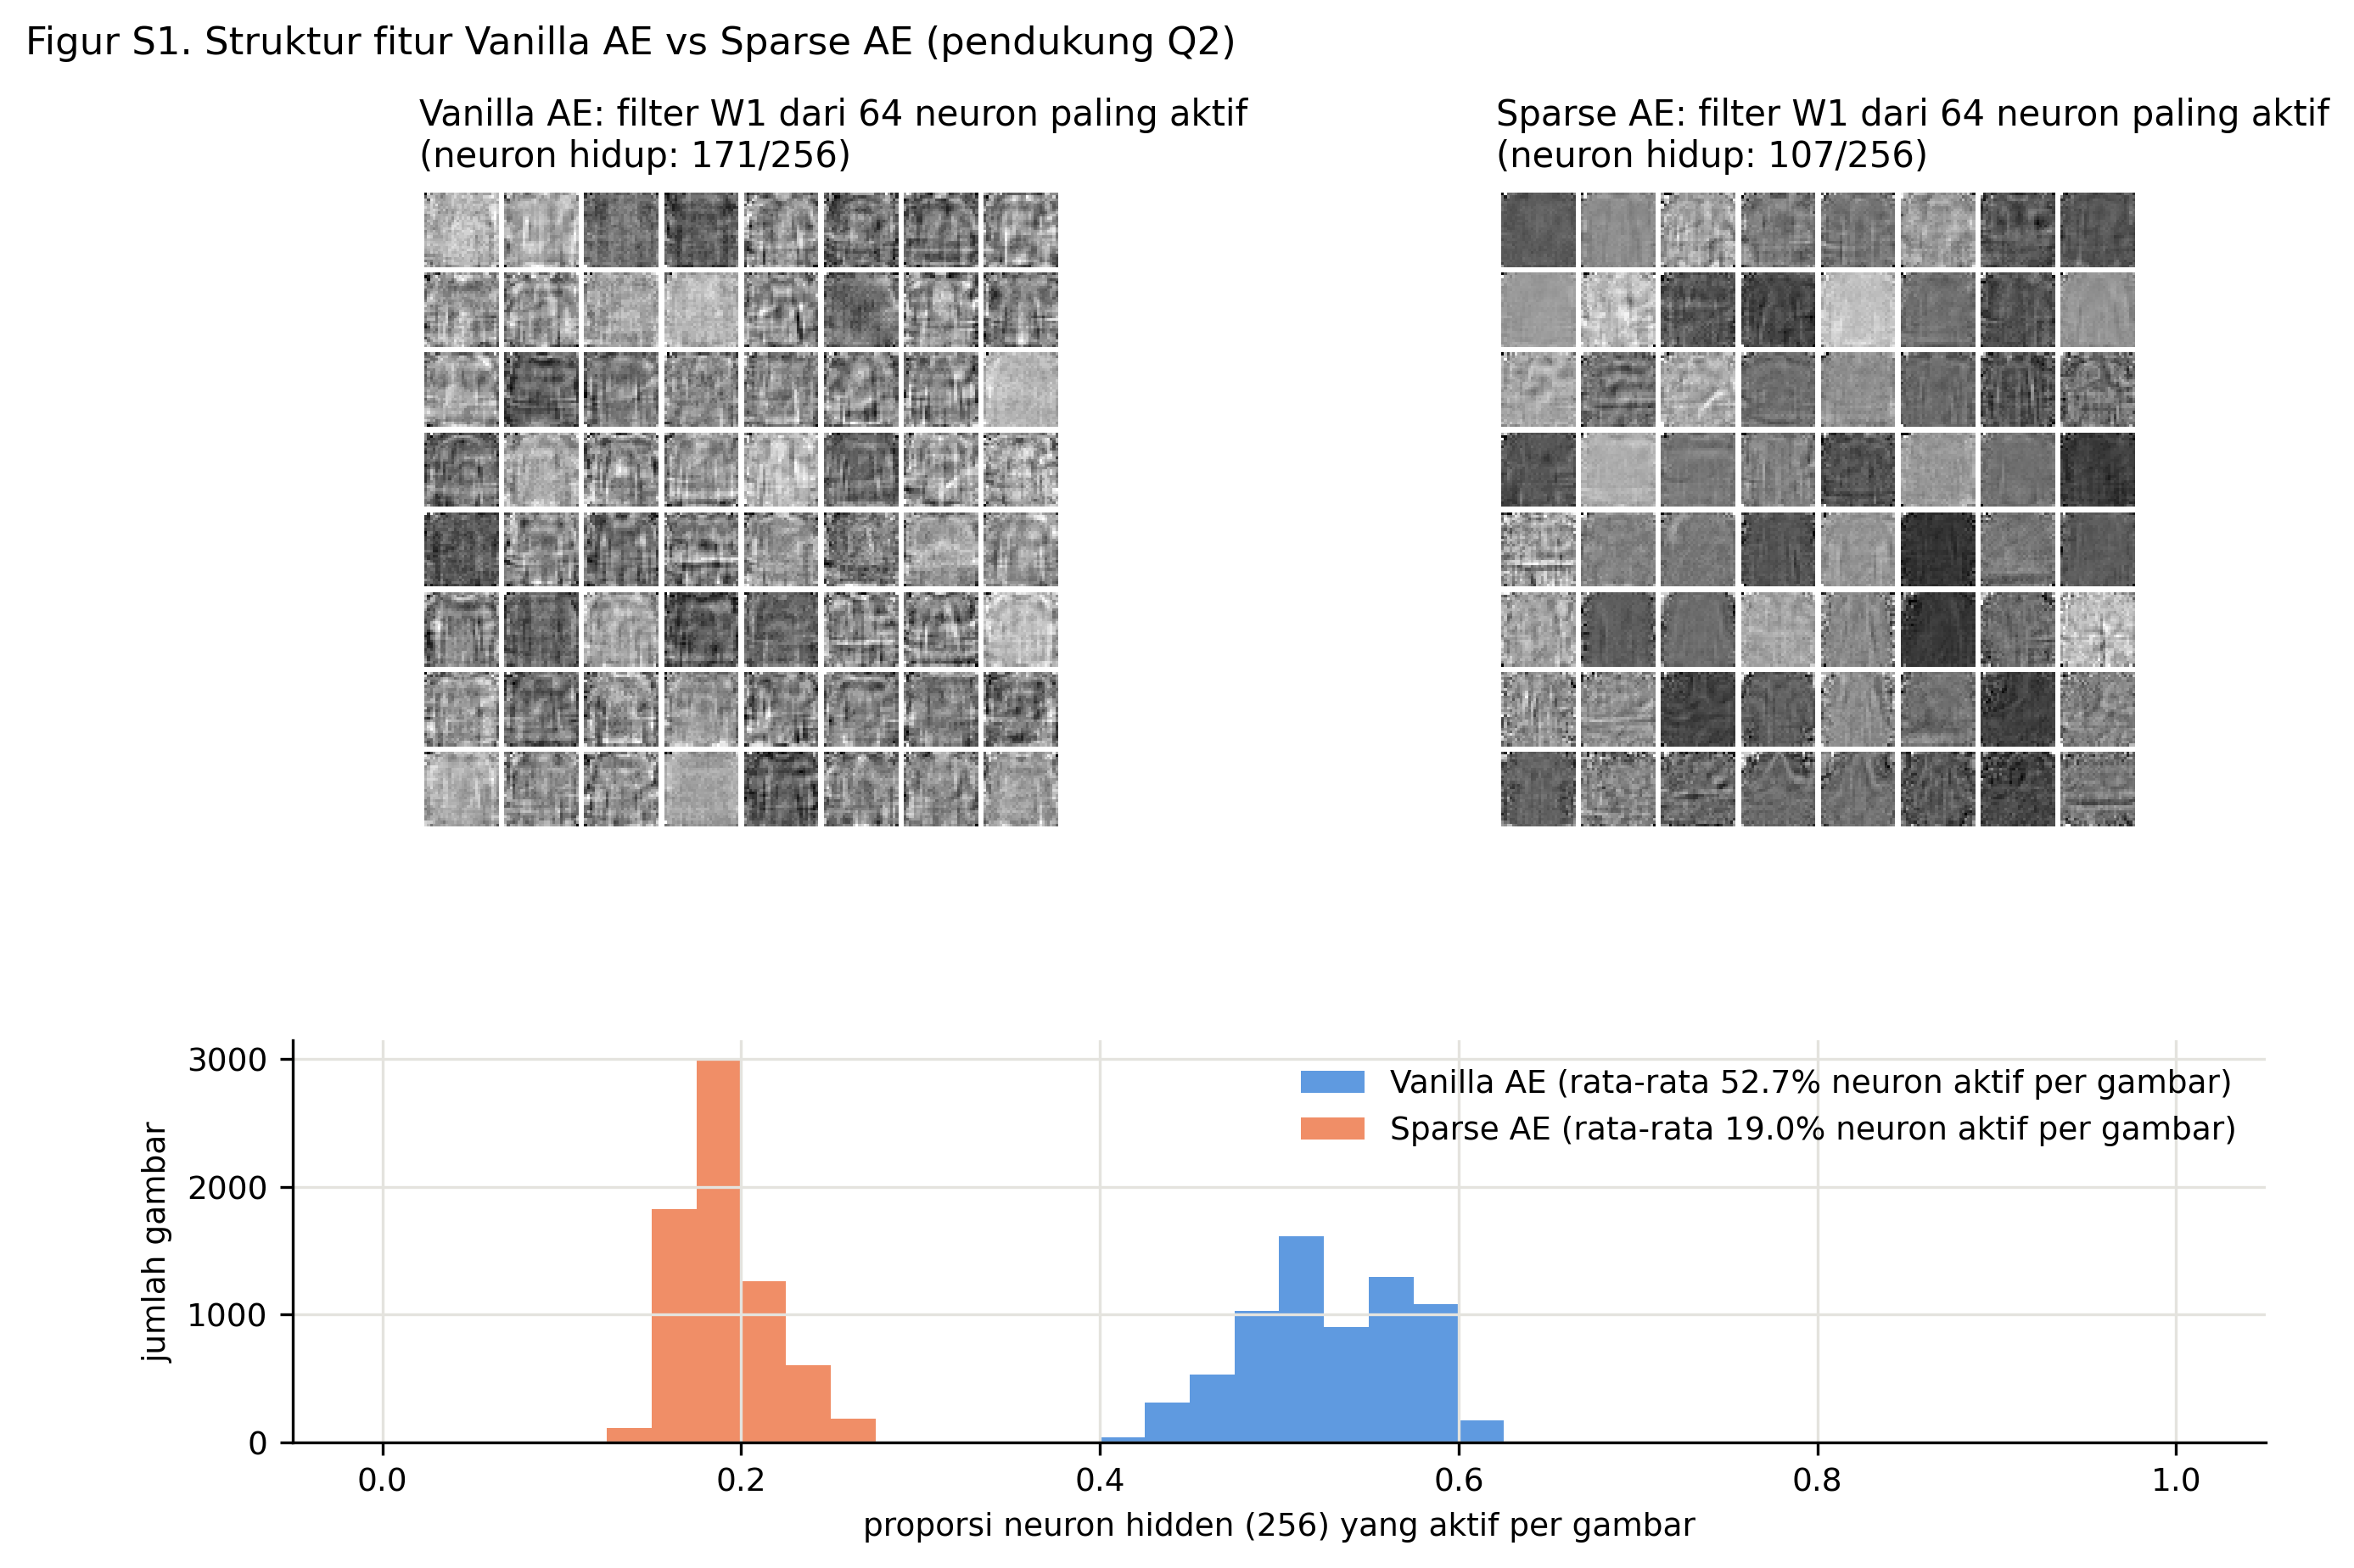 Figur S1. Struktur fitur Vanilla AE vs Sparse AE (pendukung Q2)
Vanilla AE: filter W1 dari 64 neuron paling aktif
(neuron hidup: 171/256)
Sparse AE: filter W1 dari 64 neuron paling aktif
(neuron hidup: 107/256)
3000
2000
1000
0
jumlah gambar
Vanilla AE (rata-rata 52.7% neuron aktif per gambar)
Sparse AE (rata-rata 19.0% neuron aktif per gambar)
0.0 0.2 0.4 0.6 0.8 1.0
proporsi neuron hidden (256) yang aktif per gambar